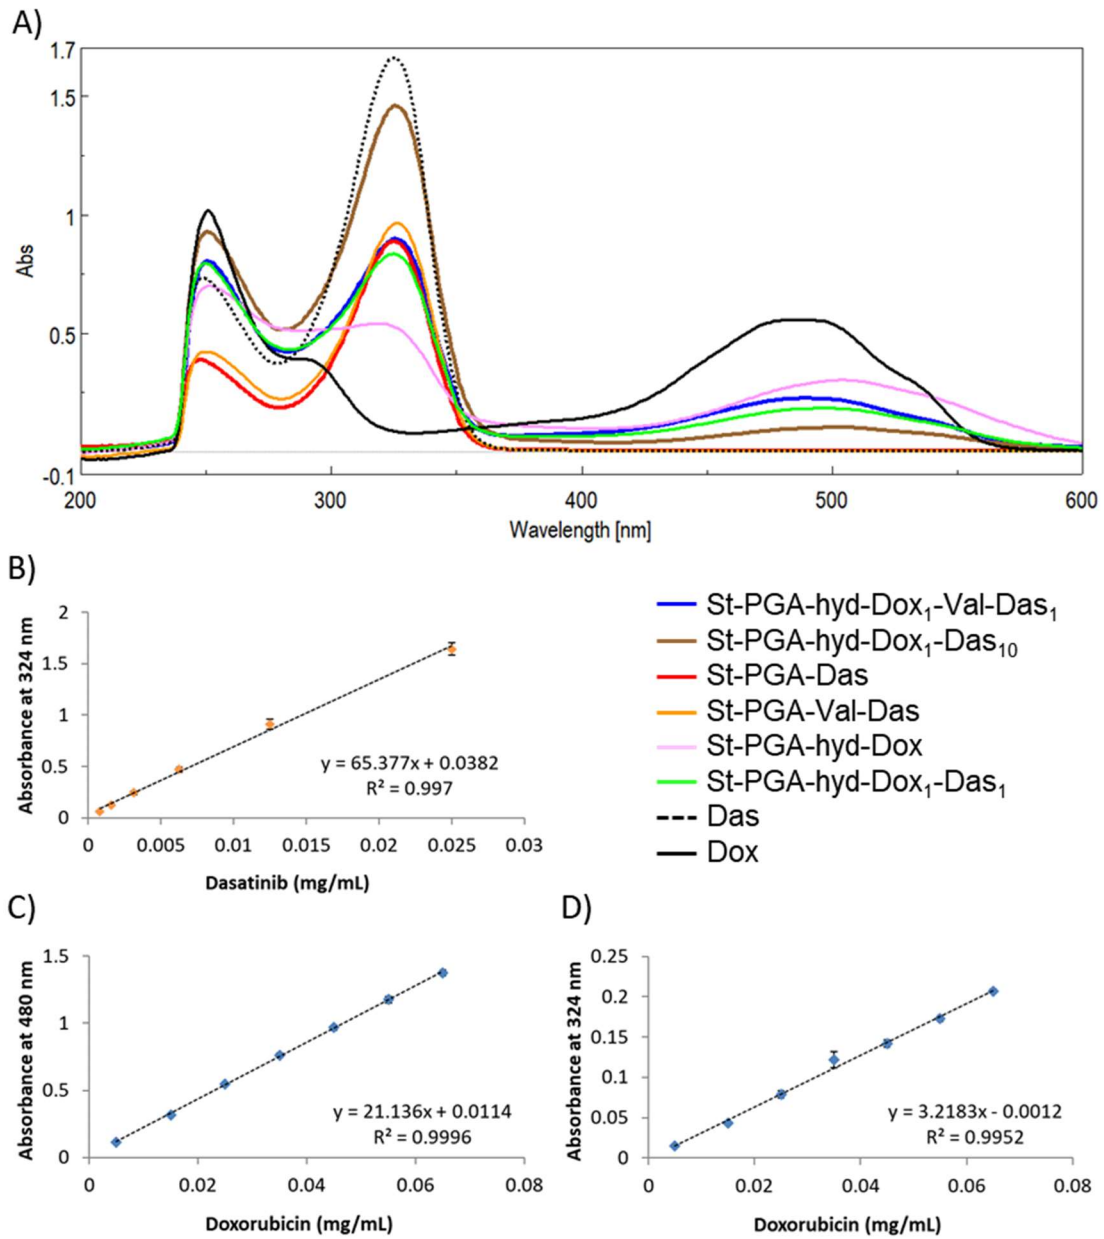 A)
1.7
1.5
1
0.5
-0.1
Abs
200 300 400 500 600
Wavelength [nm]
B)
2
1.5
1
0.5
0
Absorbance at 324 nm
y = 65.377x + 0.0382
R² = 0.997
0 0.005 0.01 0.015 0.02 0.025 0.03
Dasatinib (mg/mL)
St-PGA-hyd-Dox₁-Val-Das₁
St-PGA-hyd-Dox₁-Das₁₀
St-PGA-Das
St-PGA-Val-Das
St-PGA-hyd-Dox
St-PGA-hyd-Dox₁-Das₁
Das
Dox
C)
1.5
1
0.5
0
Absorbance at 480 nm
y = 21.136x + 0.0114
R² = 0.9996
0 0.02 0.04 0.06 0.08
Doxorubicin (mg/mL)
D)
0.25
0.2
0.15
0.1
0.05
0
Absorbance at 324 nm
y = 3.2183x - 0.0012
R² = 0.9952
0 0.02 0.04 0.06 0.08
Doxorubicin (mg/mL)